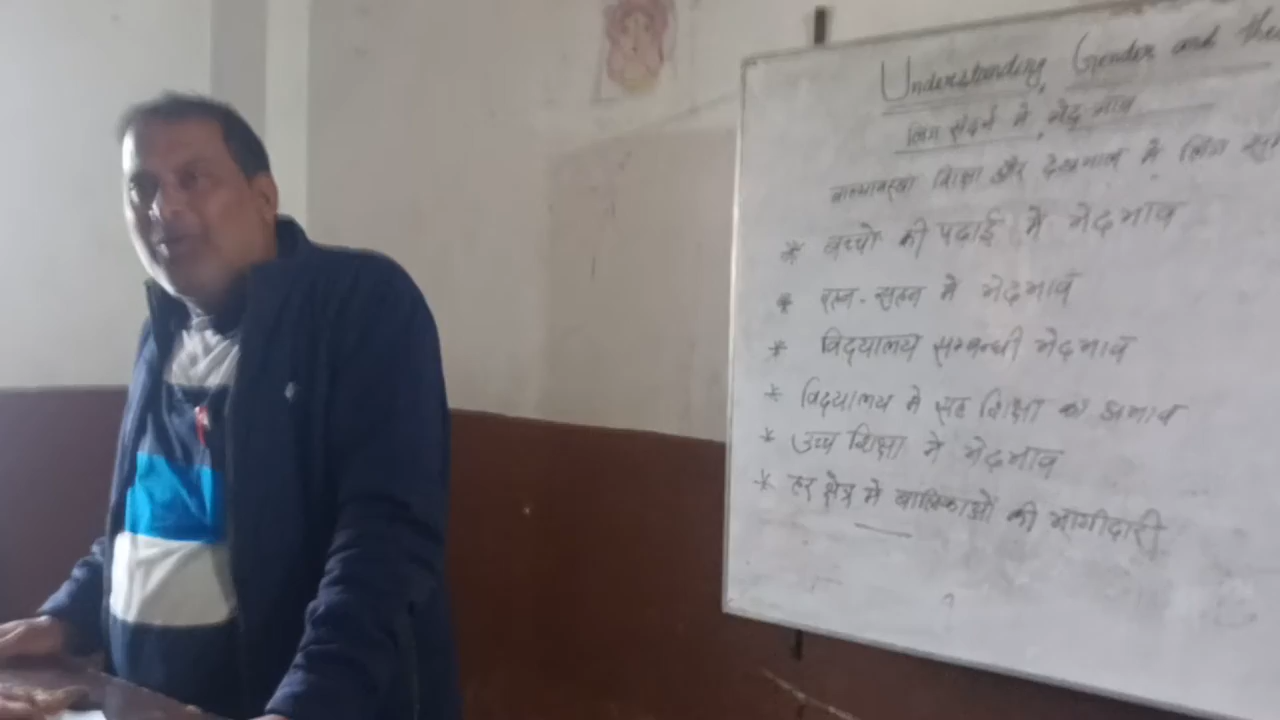 Understanding Gender and the
लिंग संदर्भ मे भेद भाव
बाल्यावस्था शिक्षा और देखभाल मे लिंग
* बच्चो की पढाई मे भेदभाव
* रहन-सहन मे भेदभाव
* विद्यालय सम्बन्धी भेदभाव
* विद्यालय मे सह शिक्षा का अभाव
* उच्च शिक्षा मे भेदभाव
* हर क्षेत्र मे बालिकाओं की भागीदारी